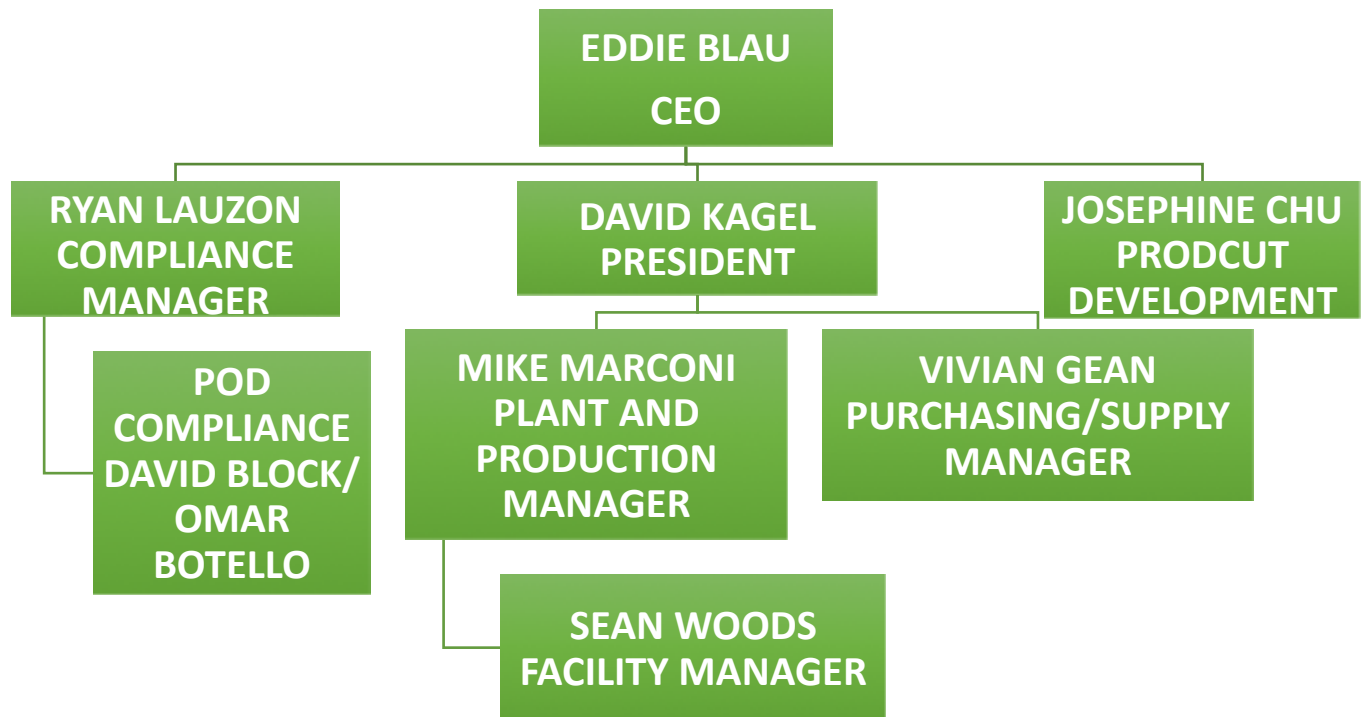 EDDIE BLAU
CEO
RYAN LAUZON
COMPLIANCE
MANAGER
DAVID KAGEL
PRESIDENT
JOSEPHINE CHU
PRODCUT
DEVELOPMENT
POD
COMPLIANCE
DAVID BLOCK/
OMAR
BOTELLO
MIKE MARCONI
PLANT AND
PRODUCTION
MANAGER
VIVIAN GEAN
PURCHASING/SUPPLY
MANAGER
SEAN WOODS
FACILITY MANAGER